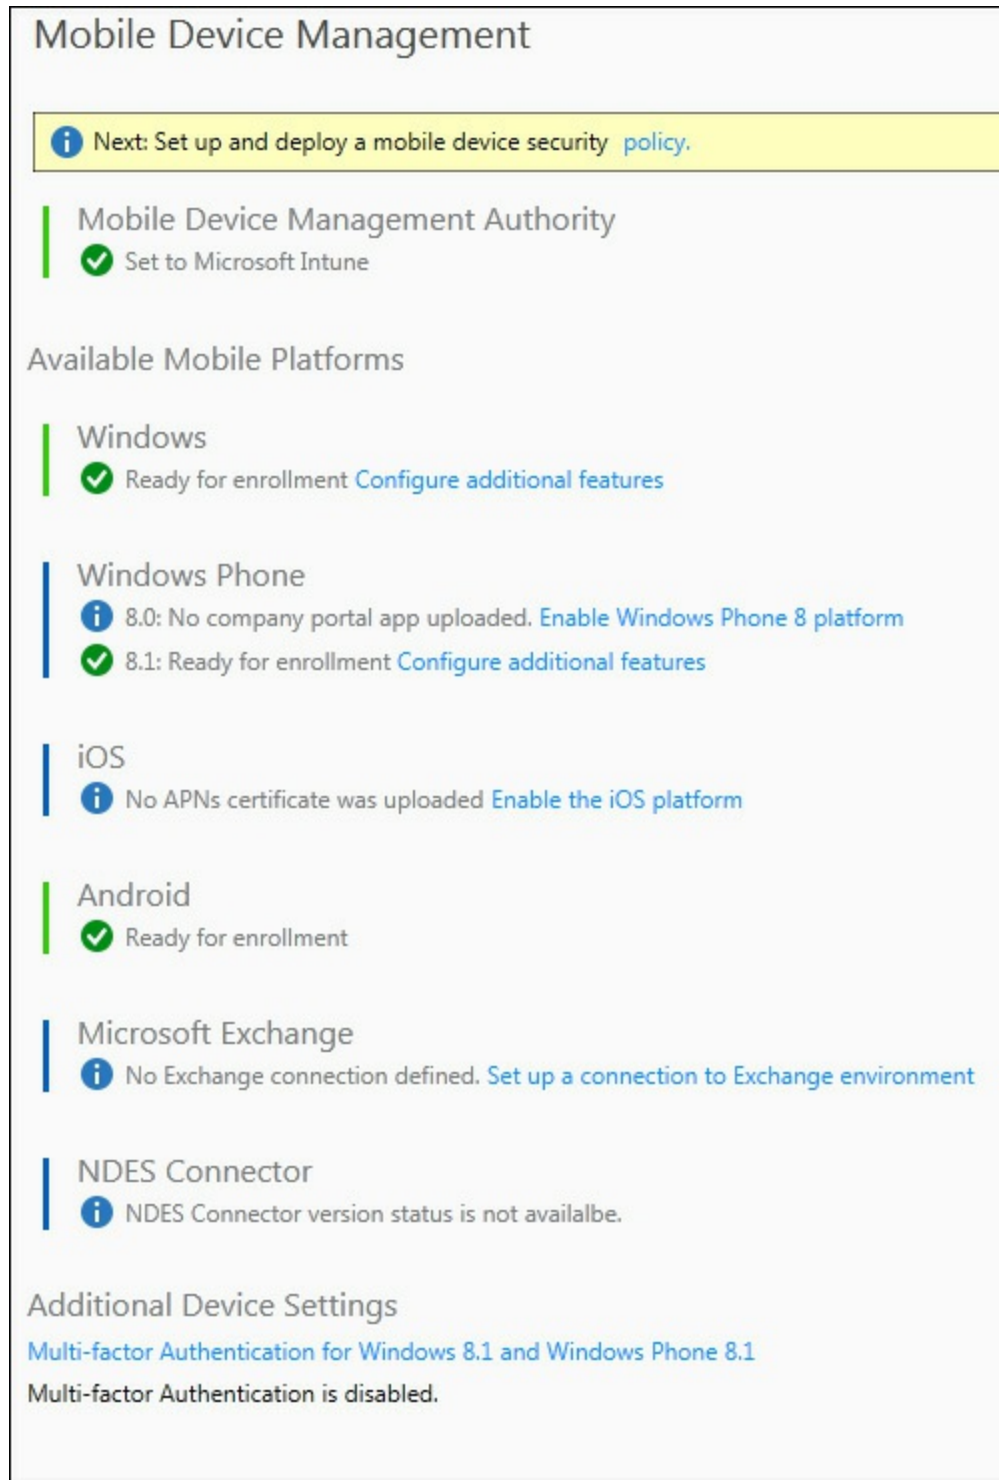 Mobile Device Management
Next: Set up and deploy a mobile device security policy.
Mobile Device Management Authority
Set to Microsoft Intune
Available Mobile Platforms
Windows
Ready for enrollment Configure additional features
Windows Phone
8.0: No company portal app uploaded. Enable Windows Phone 8 platform
8.1: Ready for enrollment Configure additional features
iOS
No APNs certificate was uploaded Enable the iOS platform
Android
Ready for enrollment
Microsoft Exchange
No Exchange connection defined. Set up a connection to Exchange environment
NDES Connector
NDES Connector version status is not availalbe.
Additional Device Settings
Multi-factor Authentication for Windows 8.1 and Windows Phone 8.1
Multi-factor Authentication is disabled.